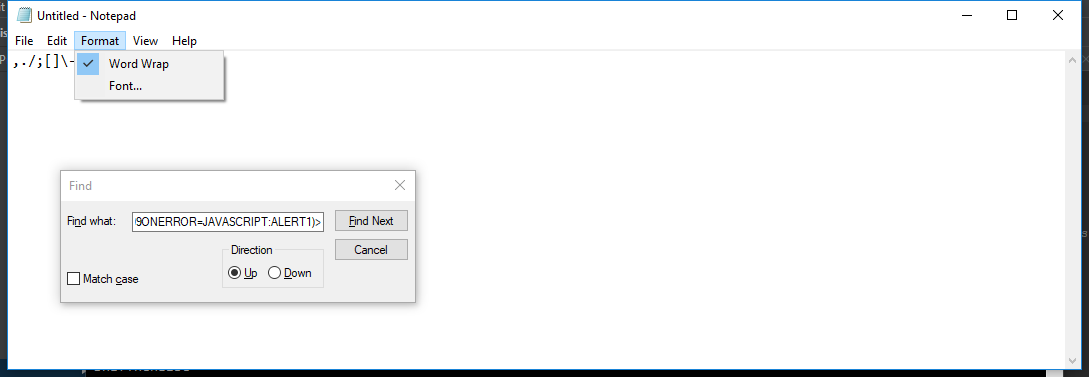 Untitled - Notepad
File Edit Format View Help
,./;[]\-
Word Wrap
Font...
Find
Find what: 9ONERROR=JAVASCRIPT:ALERT1)> Find Next
Direction Cancel
Up Down
Match case